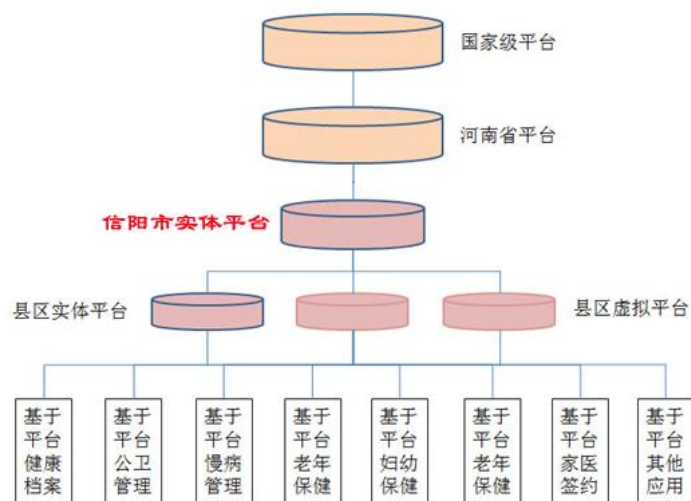 国家级平台
河南省平台
信阳市实体平台
县区实体平台
县区虚拟平台
基于
平台
健康
档案
基于
平台
公卫
管理
基于
平台
慢病
管理
基于
平台
老年
保健
基于
平台
妇幼
保健
基于
平台
老年
保健
基于
平台
家医
签约
基于
平台
其他
应用